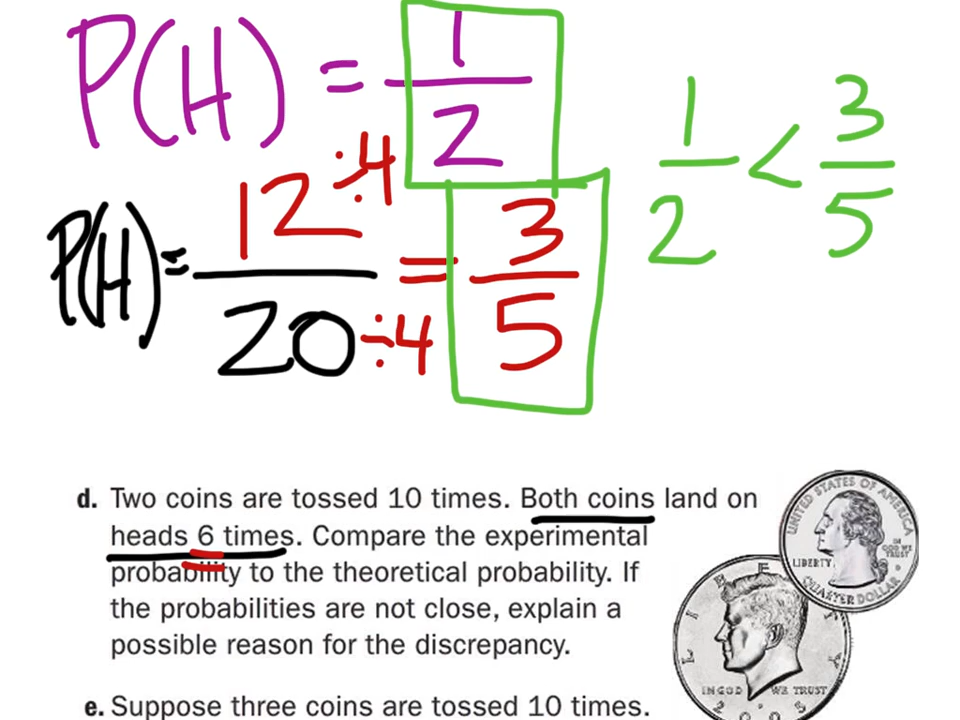 P(H) = 1/2
P(H) = 12 ÷4 / 20 ÷4 = 3/5
1/2 < 3/5
d. Two coins are tossed 10 times. Both coins land on
heads 6 times. Compare the experimental
probability to the theoretical probability. If
the probabilities are not close, explain a
possible reason for the discrepancy.
e. Suppose three coins are tossed 10 times.
UNITED STATES OF AMERICA
LIBERTY
IN
GOD WE
TRUST
QUARTER DOLLAR
IN GOD WE TRUST
2005